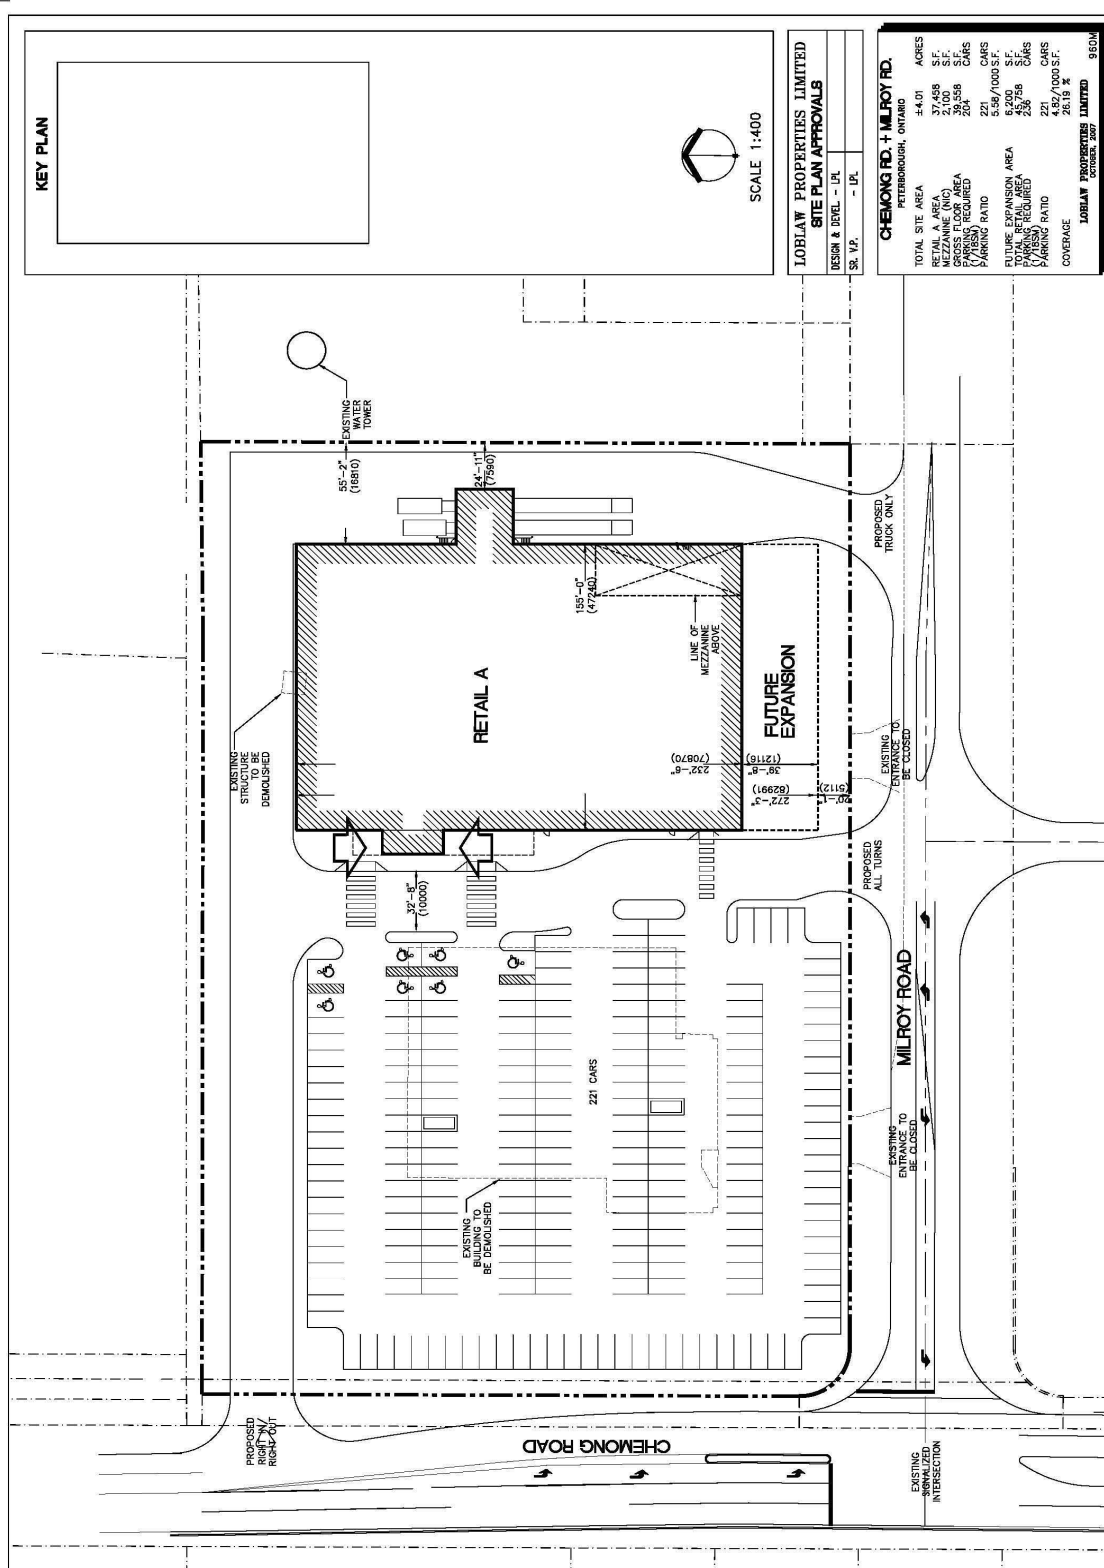 KEY PLAN
SCALE 1:400
LOBLAW PROPERTIES LIMITED
SITE PLAN APPROVALS
DESIGN & DEVEL. - LPL
SR. V.P. - LPL
CHEMONG RD. + MILROY RD.
PETERBOROUGH, ONTARIO
TOTAL SITE AREA ±4.01 ACRES
RETAIL A AREA 37,458 S.F.
MEZZANINE (NIC) 2,100 S.F.
GROSS FLOOR AREA 39,558 S.F.
PARKING REQUIRED 204 CARS
(1/18SM)
221 CARS
PARKING RATIO 5.58/1000 S.F.
FUTURE EXPANSION AREA 6,200 S.F.
TOTAL RETAIL AREA 45,758 S.F.
PARKING REQUIRED 236 CARS
(1/18SM)
221 CARS
PARKING RATIO 4.82/1000 S.F.
COVERAGE 26.19 %
LOBLAW PROPERTIES LIMITED
OCTOBER, 2007
EXISTING
WATER
TOWER
55'-2"
(16810)
24'-11"
(7590)
PROPOSED
TRUCK ONLY
155'-0"
(47240)
LINE OF
MEZZANINE
ABOVE
RETAIL A
FUTURE
EXPANSION
EXISTING
STRUCTURE
TO BE
DEMOLISHED
232'-6"
(70870)
39'-8"
(12116)
272'-3"
(82991)
20'-1"
(5112)
EXISTING
ENTRANCE TO
BE CLOSED
PROPOSED
ALL TURNS
32'-8"
(10000)
MILROY ROAD
221 CARS
EXISTING
ENTRANCE TO
BE CLOSED
EXISTING
BUILDING TO
BE DEMOLISHED
PROPOSED
RIGHT IN/
RIGHT OUT
CHEMONG ROAD
EXISTING
SIGNALIZED
INTERSECTION